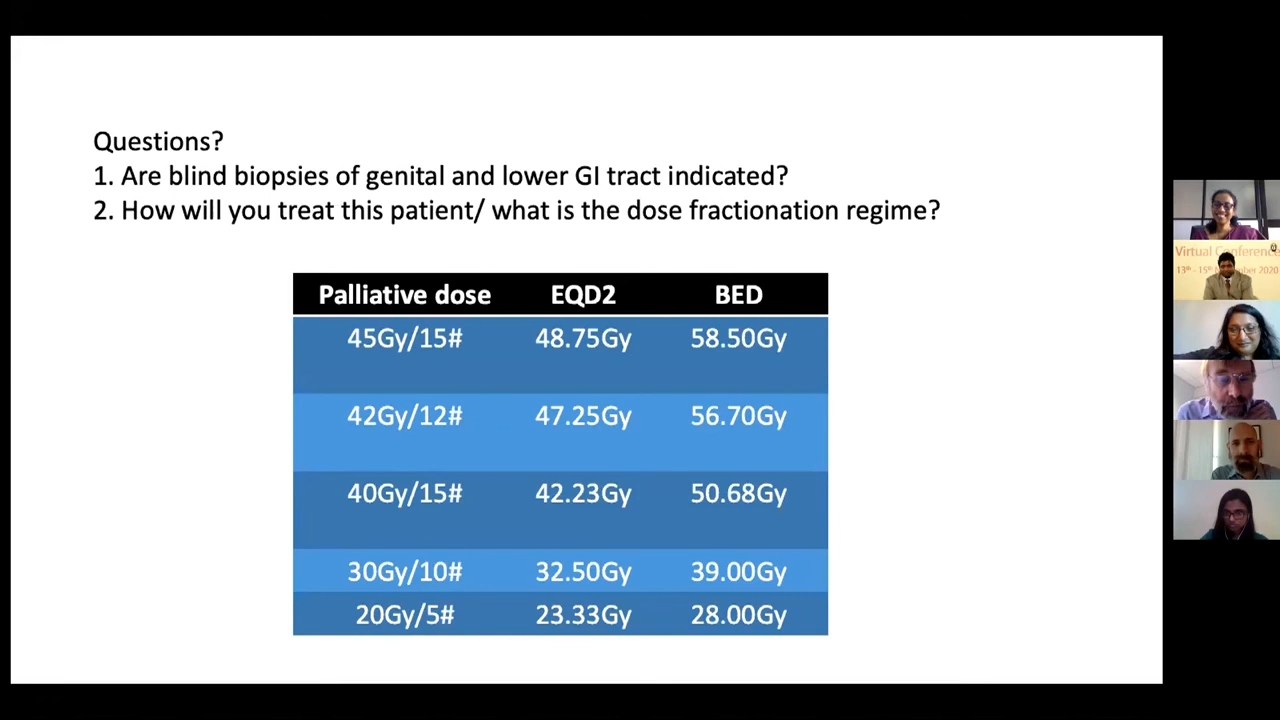 Questions?
1. Are blind biopsies of genital and lower GI tract indicated?
2. How will you treat this patient/ what is the dose fractionation regime?
Palliative dose EQD2 BED
45Gy/15# 48.75Gy 58.50Gy
42Gy/12# 47.25Gy 56.70Gy
40Gy/15# 42.23Gy 50.68Gy
30Gy/10# 32.50Gy 39.00Gy
20Gy/5# 23.33Gy 28.00Gy
Virtual Conference
13th - 15th 2020